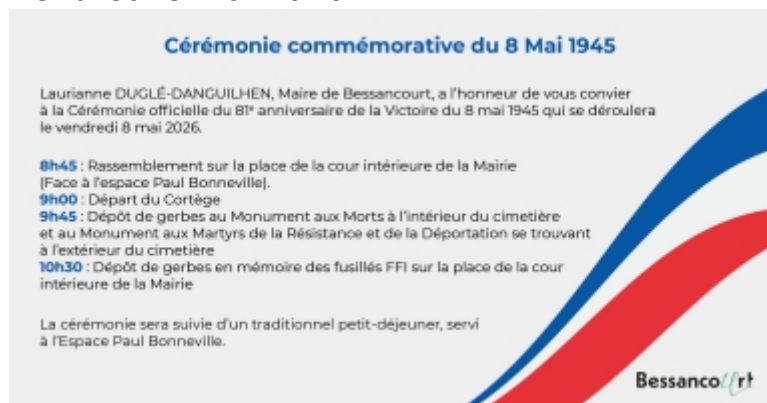 Cérémonie commémorative du 8 Mai 1945
Laurianne DUGLÉ-DANGUILHEN, Maire de Bessancourt, a l'honneur de vous convier
à la Cérémonie officielle du 81ᵉ anniversaire de la Victoire du 8 mai 1945 qui se déroulera
le vendredi 8 mai 2026.
8h45 : Rassemblement sur la place de la cour intérieure de la Mairie
(Face à l'espace Paul Bonneville).
9h00 : Départ du Cortège
9h45 : Dépôt de gerbes au Monument aux Morts à l'intérieur du cimetière
et au Monument aux Martyrs de la Résistance et de la Déportation se trouvant
à l'extérieur du cimetière
10h30 : Dépôt de gerbes en mémoire des fusillés FFI sur la place de la cour
intérieure de la Mairie
La cérémonie sera suivie d'un traditionnel petit-déjeuner, servi
à l'Espace Paul Bonneville.
Bessancourt